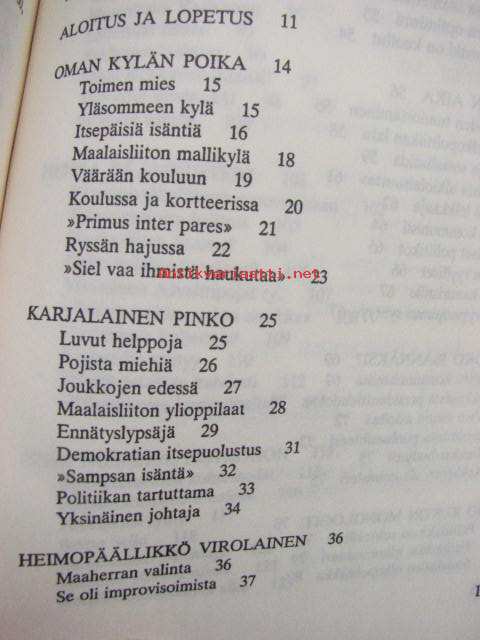 ALOITUS JA LOPETUS 11
OMAN KYLÄN POIKA 14
Toimen mies 15
Yläsommeen kylä 15
Itsepäisiä isäntiä 16
Maalaisliiton mallikylä 18
Väärään kouluun 19
Koulussa ja kortteerissa 20
»Primus inter pares» 21
Ryssän hajussa 22
»Siel vaa ihmistä haukutaa» 23
KARJALAINEN PINKO 25
Luvut helppoja 25
Pojista miehiä 26
Joukkojen edessä 27
Maalaisliiton ylioppilaat 28
Ennätyslypsäjä 29
Demokratian itsepuolustus 31
»Sampsan isäntä» 32
Politiikan tartuttama 33
Yksinäinen johtaja 34
HEIMOPÄÄLLIKKÖ VIROLAINEN 36
Maaherran valinta 36
Se oli improvisoimista 37